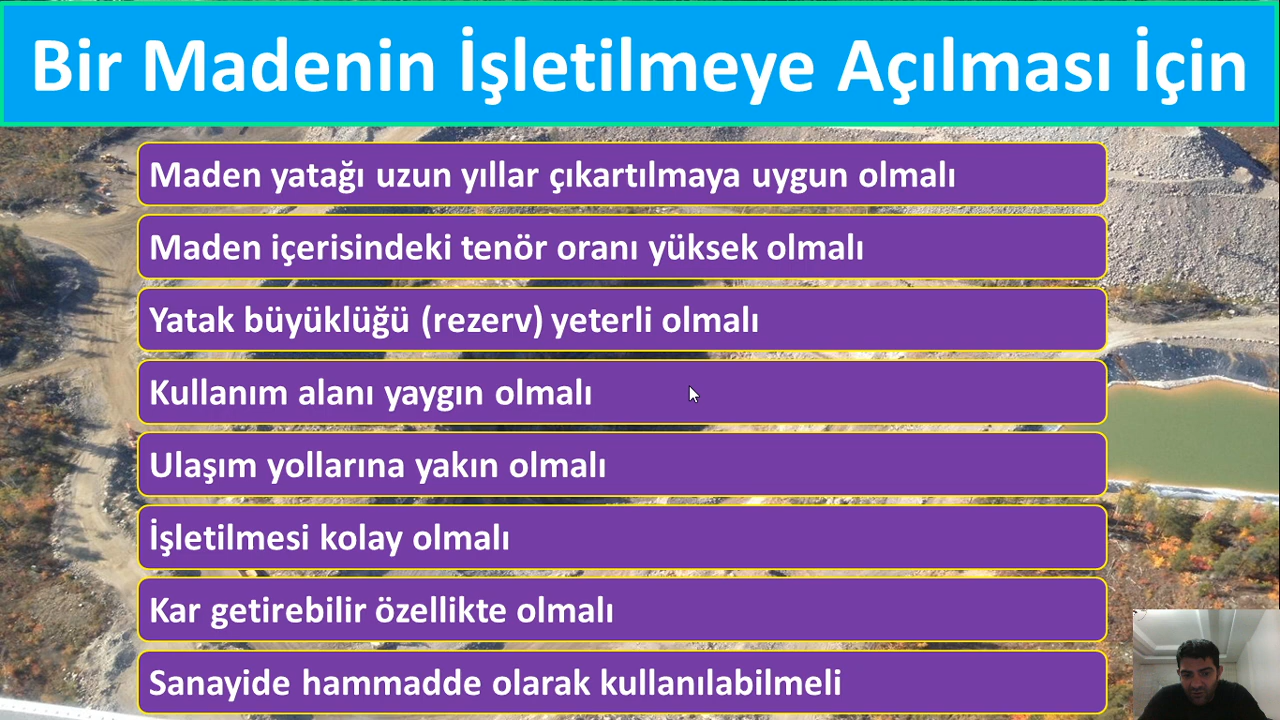 Bir Madenin İşletilmeye Açılması İçin
Maden yatağı uzun yıllar çıkartılmaya uygun olmalı
Maden içerisindeki tenör oranı yüksek olmalı
Yatak büyüklüğü (rezerv) yeterli olmalı
Kullanım alanı yaygın olmalı
Ulaşım yollarına yakın olmalı
İşletilmesi kolay olmalı
Kar getirebilir özellikte olmalı
Sanayide hammadde olarak kullanılabilmeli